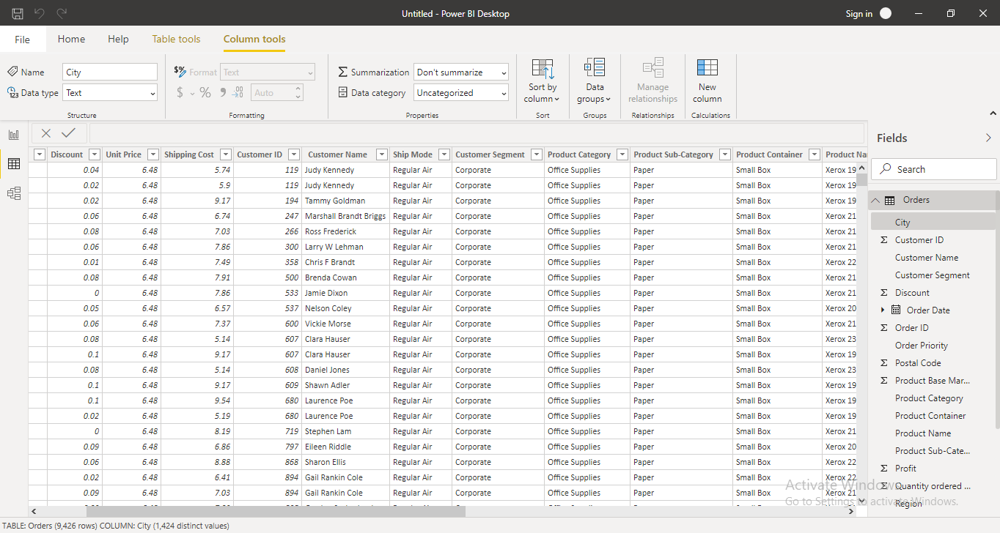 Untitled - Power BI Desktop
Sign in
File Home Help Table tools Column tools
Name City
Data type Text
Structure
$% Format Text
$ % 9 .00 Auto
Formatting
Σ Summarization Don't summarize
Data category Uncategorized
Properties
Sort by
column
Sort
Data
groups
Groups
Manage
relationships
Relationships
New
column
Calculations
Discount Unit Price Shipping Cost Customer ID Customer Name Ship Mode Customer Segment Product Category Product Sub-Category Product Container Product Na
0.04 6.48 5.74 119 Judy Kennedy Regular Air Corporate Office Supplies Paper Small Box Xerox 19
0.02 6.48 5.9 119 Judy Kennedy Regular Air Corporate Office Supplies Paper Small Box Xerox 19
0.02 6.48 9.17 194 Tammy Goldman Regular Air Corporate Office Supplies Paper Small Box Xerox 19
0.06 6.48 6.74 247 Marshall Brandt Briggs Regular Air Corporate Office Supplies Paper Small Box Xerox 21
0.08 6.48 7.03 266 Ross Frederick Regular Air Corporate Office Supplies Paper Small Box Xerox 21
0.06 6.48 7.86 300 Larry W Lehman Regular Air Corporate Office Supplies Paper Small Box Xerox 21
0.01 6.48 7.49 358 Chris F Brandt Regular Air Corporate Office Supplies Paper Small Box Xerox 22
0.08 6.48 7.91 500 Brenda Cowan Regular Air Corporate Office Supplies Paper Small Box Xerox 21
0 6.48 7.86 533 Jamie Dixon Regular Air Corporate Office Supplies Paper Small Box Xerox 21
0.05 6.48 6.57 537 Nelson Coley Regular Air Corporate Office Supplies Paper Small Box Xerox 20
0.06 6.48 7.37 600 Vickie Morse Regular Air Corporate Office Supplies Paper Small Box Xerox 21
0.08 6.48 5.14 607 Clara Hauser Regular Air Corporate Office Supplies Paper Small Box Xerox 23
0.1 6.48 9.17 607 Clara Hauser Regular Air Corporate Office Supplies Paper Small Box Xerox 19
0.08 6.48 5.14 608 Daniel Jones Regular Air Corporate Office Supplies Paper Small Box Xerox 23
0.1 6.48 9.17 609 Shawn Adler Regular Air Corporate Office Supplies Paper Small Box Xerox 19
0.1 6.48 9.54 680 Laurence Poe Regular Air Corporate Office Supplies Paper Small Box Xerox 19
0.02 6.48 5.19 680 Laurence Poe Regular Air Corporate Office Supplies Paper Small Box Xerox 19
0 6.48 8.19 719 Stephen Lam Regular Air Corporate Office Supplies Paper Small Box Xerox 21
0.09 6.48 6.86 797 Eileen Riddle Regular Air Corporate Office Supplies Paper Small Box Xerox 20
0.06 6.48 8.88 868 Sharon Ellis Regular Air Corporate Office Supplies Paper Small Box Xerox 22
0.02 6.48 6.41 894 Gail Rankin Cole Regular Air Corporate Office Supplies Paper Small Box Xerox 22
0.09 6.48 7.03 894 Gail Rankin Cole Regular Air Corporate Office Supplies Paper Small Box Xerox 21
Fields
Search
Orders
City
Σ Customer ID
Customer Name
Customer Segment
Σ Discount
Order Date
Σ Order ID
Order Priority
Σ Postal Code
Σ Product Base Mar...
Product Category
Product Container
Product Name
Product Sub-Cate...
Σ Profit
Σ Quantity ordered ...
Region
Activate Windows
Go to Settings to activate Windows.
TABLE: Orders (9,426 rows) COLUMN: City (1,424 distinct values)